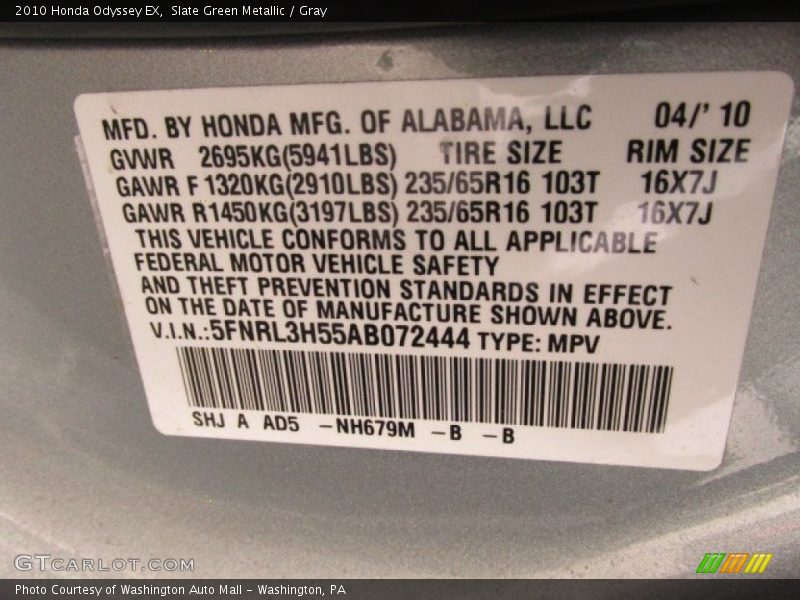 2010 Honda Odyssey EX,  Slate Green Metallic / Gray
MFD. BY HONDA MFG. OF ALABAMA, LLC 04/' 10
GVWR 2695KG(5941LBS) TIRE SIZE RIM SIZE
GAWR F 1320KG(2910LBS) 235/65R16 103T 16X7J
GAWR R1450KG(3197LBS) 235/65R16 103T 16X7J
THIS VEHICLE CONFORMS TO ALL APPLICABLE
FEDERAL MOTOR VEHICLE SAFETY
AND THEFT PREVENTION STANDARDS IN EFFECT
ON THE DATE OF MANUFACTURE SHOWN ABOVE.
V.I.N.:5FNRL3H55AB072444 TYPE: MPV
SHJ A AD5 -NH679M -B -B
GTCARLOT.COM
Photo Courtesy of Washington Auto Mall - Washington, PA